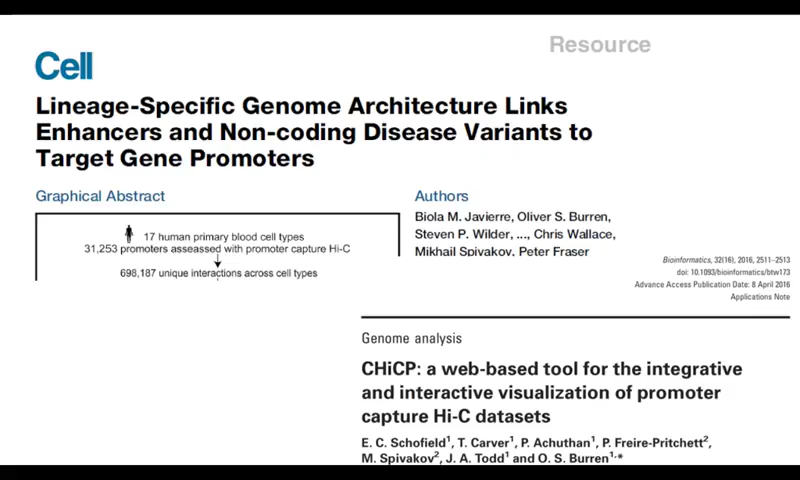 Resource
Cell
Lineage-Specific Genome Architecture Links
Enhancers and Non-coding Disease Variants to
Target Gene Promoters
Graphical Abstract
17 human primary blood cell types
31,253 promoters asseassed with promoter capture Hi-C
698,187 unique interactions across cell types
Authors
Biola M. Javierre, Oliver S. Burren,
Steven P. Wilder, ..., Chris Wallace,
Mikhail Spivakov, Peter Fraser
Bioinformatics, 32(16), 2016, 2511–2513
doi: 10.1093/bioinformatics/btw173
Advance Access Publication Date: 8 April 2016
Applications Note
Genome analysis
CHiCP: a web-based tool for the integrative
and interactive visualization of promoter
capture Hi-C datasets
E. C. Schofield¹, T. Carver¹, P. Achuthan¹, P. Freire-Pritchett²,
M. Spivakov², J. A. Todd¹ and O. S. Burren¹,*